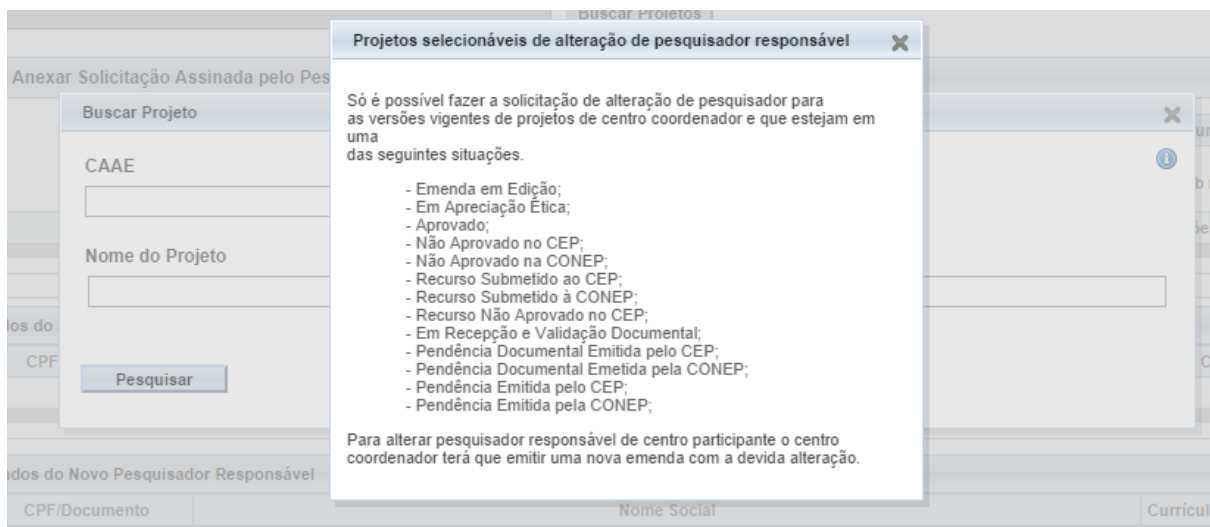 Buscar Projetos
Projetos selecionáveis de alteração de pesquisador responsável
Anexar Solicitação Assinada pelo Pes
Buscar Projeto
CAAE
Nome do Projeto
Pesquisar
Só é possível fazer a solicitação de alteração de pesquisador para
as versões vigentes de projetos de centro coordenador e que estejam em
uma
das seguintes situações.
- Emenda em Edição;
- Em Apreciação Ética;
- Aprovado;
- Não Aprovado no CEP;
- Não Aprovado na CONEP;
- Recurso Submetido ao CEP;
- Recurso Submetido à CONEP;
- Recurso Não Aprovado no CEP;
- Em Recepção e Validação Documental;
- Pendência Documental Emitida pelo CEP;
- Pendência Documental Emetida pela CONEP;
- Pendência Emitida pelo CEP;
- Pendência Emitida pela CONEP;
Para alterar pesquisador responsável de centro participante o centro
coordenador terá que emitir uma nova emenda com a devida alteração.
los do
CPF
ados do Novo Pesquisador Responsável
CPF/Documento
Nome Social
Currícul